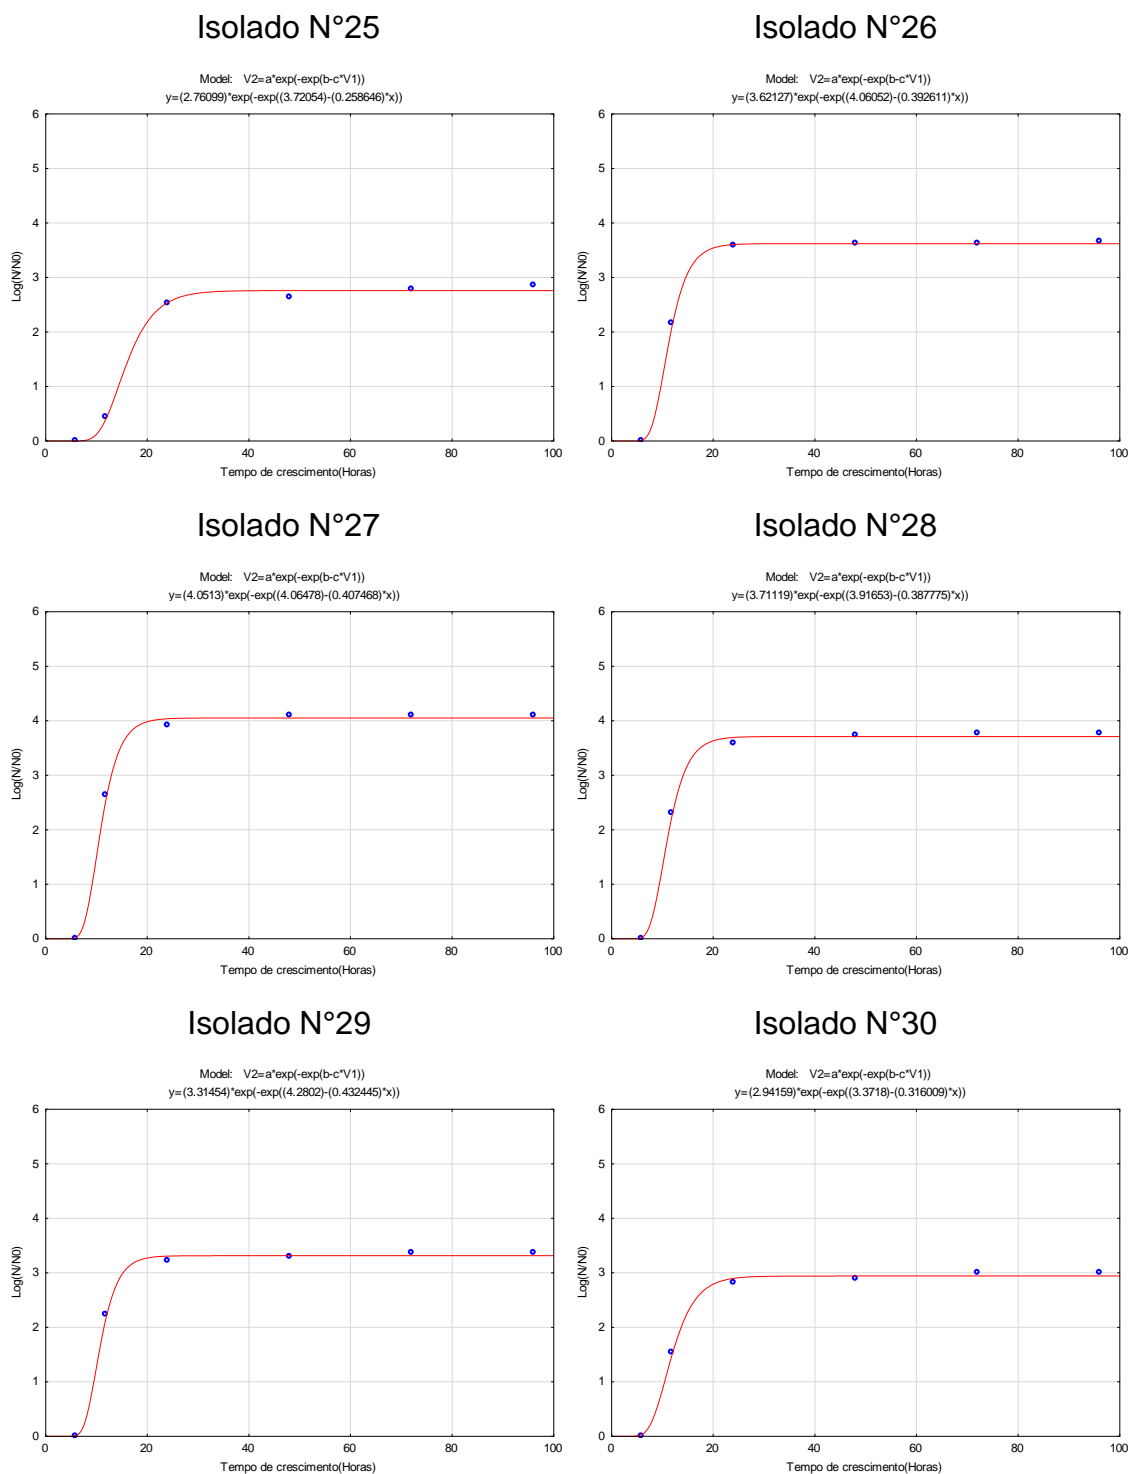 Isolado N°25
Model: V2=a*exp(-exp(b-c*V1))
y=(2.76099)*exp(-exp((3.72054)-(0.258646)*x))
6
5
4
3
2
1
0
Log(N/N0)
0 20 40 60 80 100
Tempo de crescimento(Horas)
Isolado N°26
Model: V2=a*exp(-exp(b-c*V1))
y=(3.62127)*exp(-exp((4.06052)-(0.392611)*x))
6
5
4
3
2
1
0
Log(N/N0)
0 20 40 60 80 100
Tempo de crescimento(Horas)
Isolado N°27
Model: V2=a*exp(-exp(b-c*V1))
y=(4.0513)*exp(-exp((4.06478)-(0.407468)*x))
6
5
4
3
2
1
0
Log(N/N0)
0 20 40 60 80 100
Tempo de crescimento(Horas)
Isolado N°28
Model: V2=a*exp(-exp(b-c*V1))
y=(3.71119)*exp(-exp((3.91653)-(0.387775)*x))
6
5
4
3
2
1
0
Log(N/N0)
0 20 40 60 80 100
Tempo de crescimento(Horas)
Isolado N°29
Model: V2=a*exp(-exp(b-c*V1))
y=(3.31454)*exp(-exp((4.2802)-(0.432445)*x))
6
5
4
3
2
1
0
Log(N/N0)
0 20 40 60 80 100
Tempo de crescimento(Horas)
Isolado N°30
Model: V2=a*exp(-exp(b-c*V1))
y=(2.94159)*exp(-exp((3.3718)-(0.316009)*x))
6
5
4
3
2
1
0
Log(N/N0)
0 20 40 60 80 100
Tempo de crescimento(Horas)